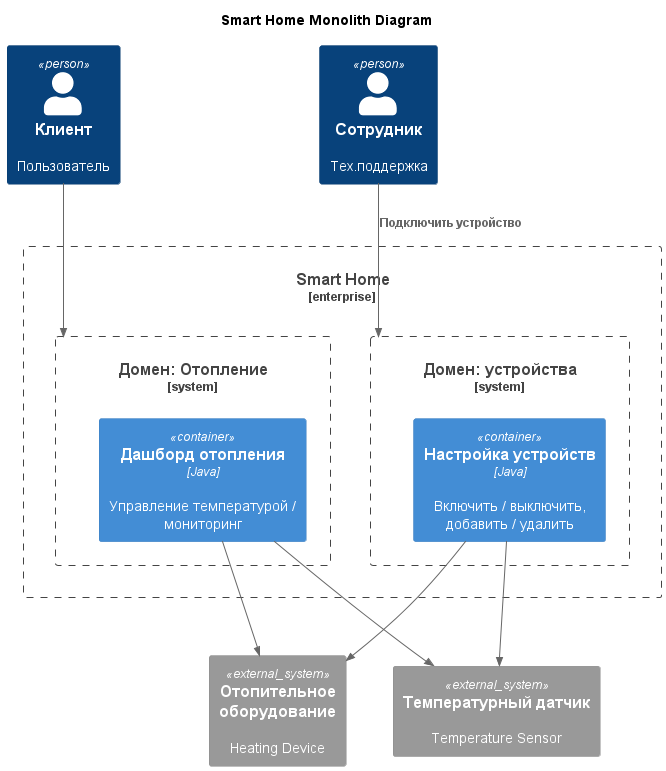 Smart Home Monolith Diagram
«person»
Клиент
Пользователь
«person»
Сотрудник
Тех.поддержка
Подключить устройство
Smart Home
[enterprise]
Домен: Отопление
[system]
«container»
Дашборд отопления
[Java]
Управление температурой /
мониторинг
Домен: устройства
[system]
«container»
Настройка устройств
[Java]
Включить / выключить,
добавить / удалить
«external_system»
Отопительное
оборудование
Heating Device
«external_system»
Температурный датчик
Temperature Sensor